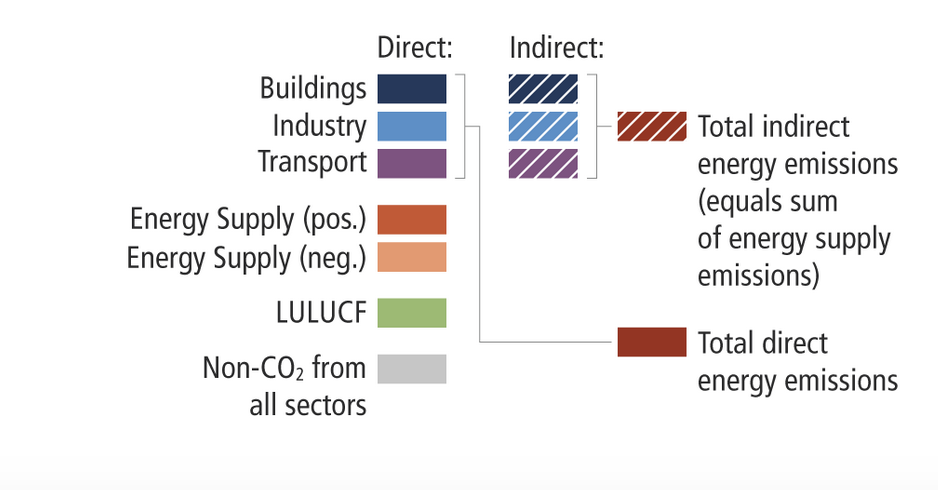 Direct:
Indirect:
Buildings
Industry
Transport
Energy Supply (pos.)
Energy Supply (neg.)
LULUCF
Non-CO₂ from
all sectors
Total indirect
energy emissions
(equals sum
of energy supply
emissions)
Total direct
energy emissions